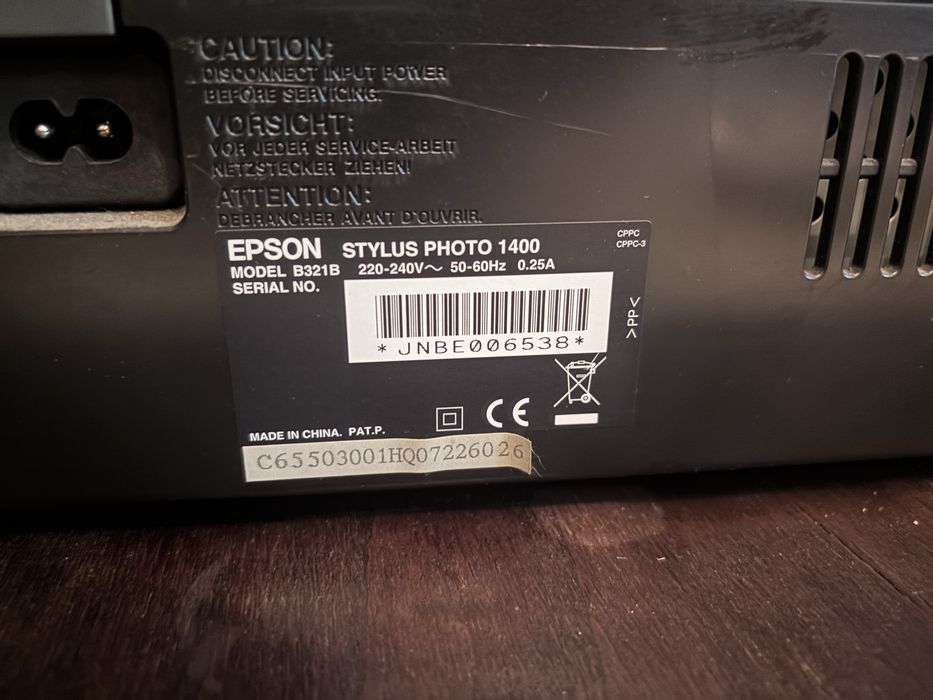 CAUTION:
DISCONNECT INPUT POWER
BEFORE SERVICING.
VORSICHT:
VOR JEDER SERVICE-ARBEIT
NETZSTECKER ZIEHEN!
ATTENTION:
DEBRANCHER AVANT D'OUVRIR.
EPSON STYLUS PHOTO 1400
CPPC
CPPC-3
MODEL B321B 220-240V~ 50-60Hz 0.25A
SERIAL NO.
*JNBE006538*
>PP<
CE
MADE IN CHINA. PAT.P.
C65503001HQ07226026